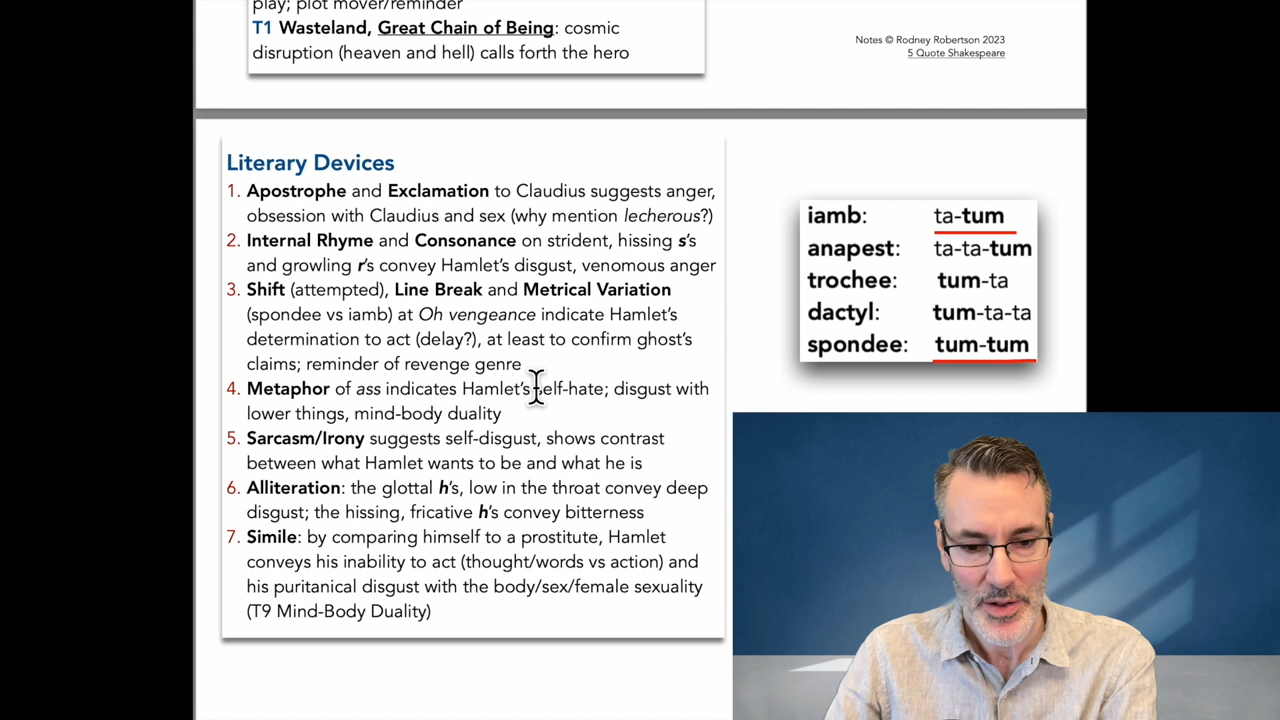 play; plot mover/reminder
T1 Wasteland, Great Chain of Being: cosmic
disruption (heaven and hell) calls forth the hero
Notes © Rodney Robertson 2023
5 Quote Shakespeare
Literary Devices
1. Apostrophe and Exclamation to Claudius suggests anger,
obsession with Claudius and sex (why mention lecherous?)
2. Internal Rhyme and Consonance on strident, hissing s's
and growling r's convey Hamlet's disgust, venomous anger
3. Shift (attempted), Line Break and Metrical Variation
(spondee vs iamb) at Oh vengeance indicate Hamlet's
determination to act (delay?), at least to confirm ghost's
claims; reminder of revenge genre
4. Metaphor of ass indicates Hamlet's self-hate; disgust with
lower things, mind-body duality
5. Sarcasm/Irony suggests self-disgust, shows contrast
between what Hamlet wants to be and what he is
6. Alliteration: the glottal h's, low in the throat convey deep
disgust; the hissing, fricative h's convey bitterness
7. Simile: by comparing himself to a prostitute, Hamlet
conveys his inability to act (thought/words vs action) and
his puritanical disgust with the body/sex/female sexuality
(T9 Mind-Body Duality)
iamb: ta-tum
anapest: ta-ta-tum
trochee: tum-ta
dactyl: tum-ta-ta
spondee: tum-tum